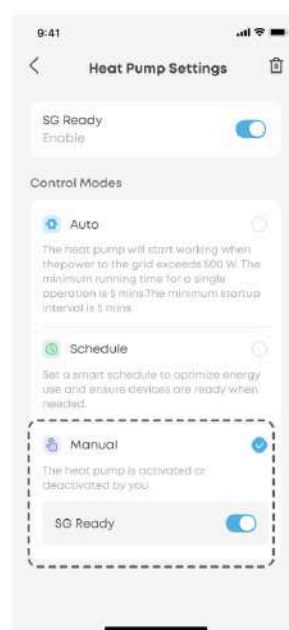 9:41
Heat Pump Settings
SG Ready
Enable
Control Modes
Auto
The heat pump will start working when
thepower to the grid exceeds 500 W. The
minimum running time for a single
operation is 5 mins.The minimum startup
interval is 5 mins.
Schedule
Set a smart schedule to optimize energy
use and ensure devices are ready when
needed.
Manual
The heat pump is activated or
deactivated by you.
SG Ready